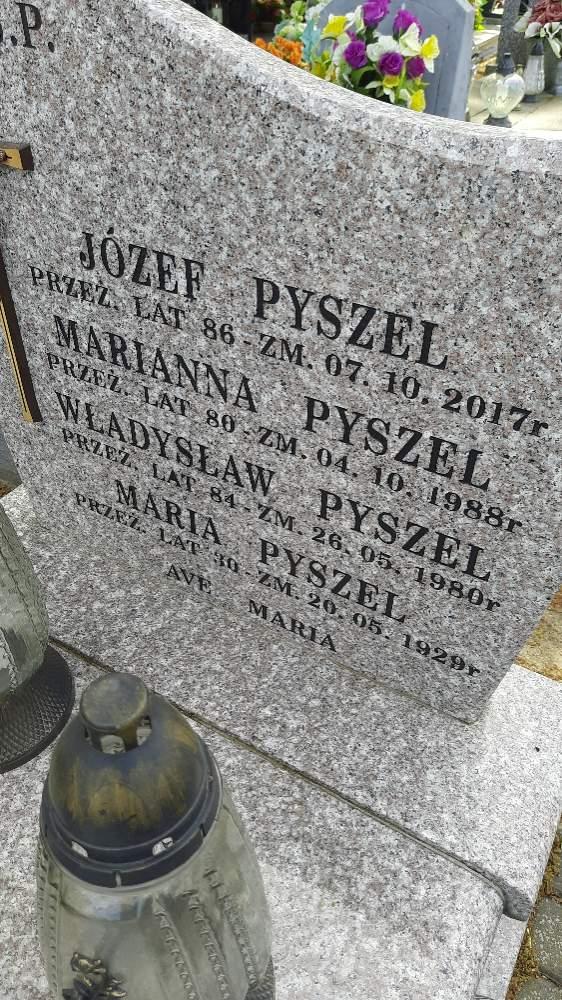 Ś.P.
JÓZEF PYSZEL
PRZEŻ. LAT 86 - ZM. 07. 10. 2017r
MARIANNA PYSZEL
PRZEŻ. LAT 80 - ZM. 04. 10. 1988r
WŁADYSŁAW PYSZEL
PRZEŻ. LAT 84 - ZM. 26. 05. 1980r
MARIA PYSZEL
PRZEŻ. LAT 30 - ZM. 20. 05. 1929r
AVE MARIA